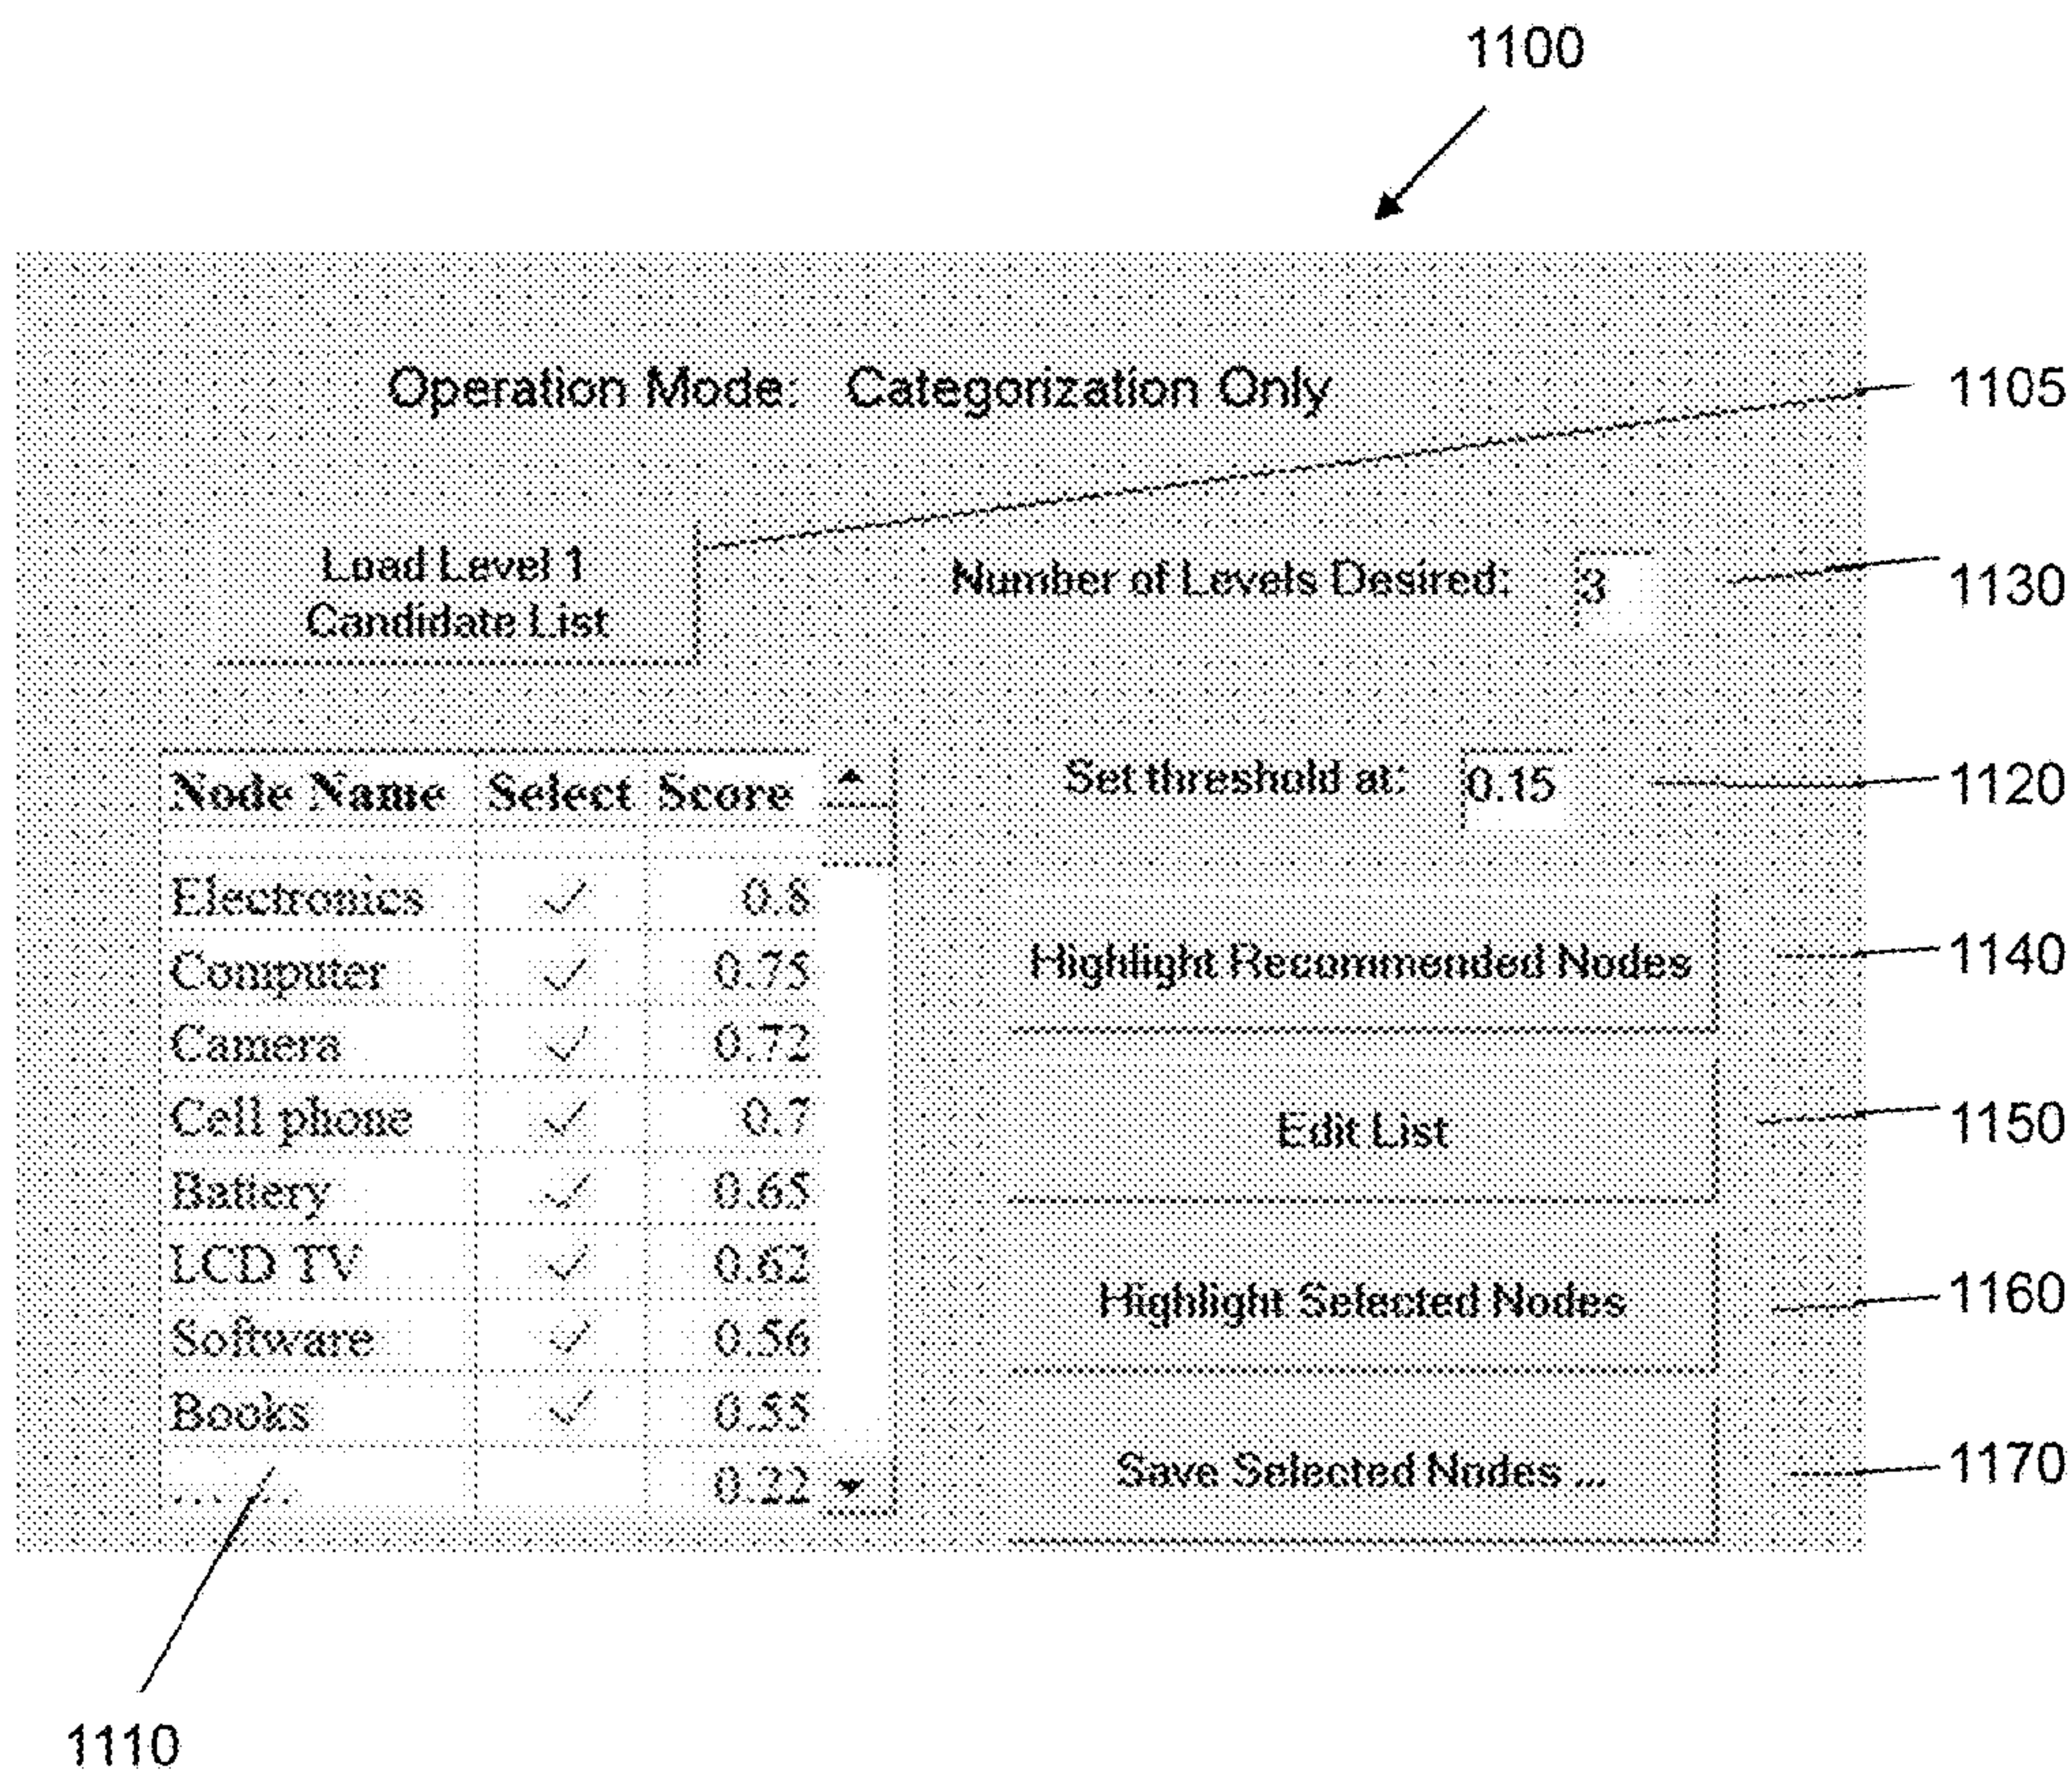 1100
Operation Mode: Categorization Only
1105
Load Level 1
Candidate List
Number of Levels Desired: 3
1130
Set threshold at: 0.15
1120
Node Name Select Score
Electronics ✓ 0.8
Computer ✓ 0.75
Camera ✓ 0.72
Cell phone ✓ 0.7
Battery ✓ 0.65
LCD TV ✓ 0.62
Software ✓ 0.56
Books ✓ 0.55
....... 0.22
Highlight Recommended Nodes
1140
Edit List
1150
Highlight Selected Nodes
1160
Save Selected Nodes ...
1170
1110